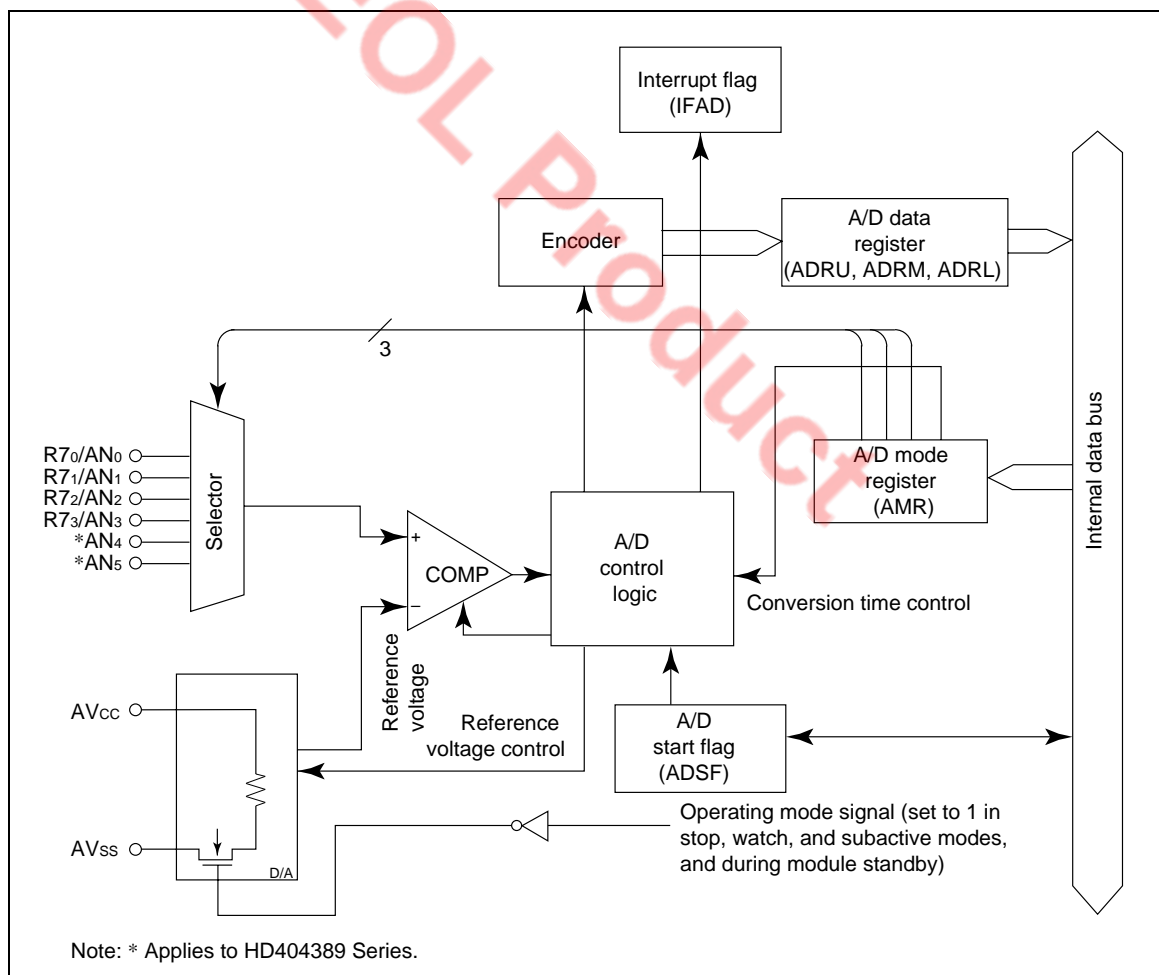 EOL Product
Interrupt flag
(IFAD)
Encoder
A/D data
register
(ADRU, ADRM, ADRL)
3
Selector
R7₀/AN₀
R7₁/AN₁
R7₂/AN₂
R7₃/AN₃
*AN₄
*AN₅
A/D mode
register
(AMR)
Internal data bus
+
COMP
−
A/D
control
logic
Conversion time control
Reference
voltage
Reference
voltage control
AVCC
AVSS
D/A
A/D
start flag
(ADSF)
Operating mode signal (set to 1 in
stop, watch, and subactive modes,
and during module standby)
Note: * Applies to HD404389 Series.